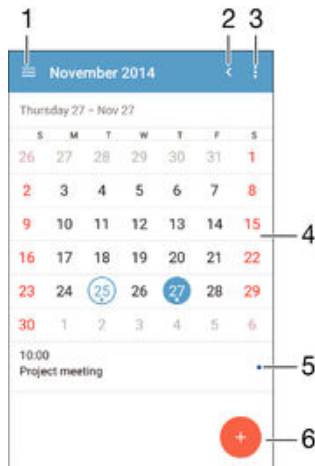 1 2 3
November 2014
Thursday 27 – Nov 27
S M T W T F S
26 27 28 29 30 31 1
2 3 4 5 6 7 8
9 10 11 12 13 14 15
4
16 17 18 19 20 21 22
23 24 25 26 27 28 29
30 1 2 3 4 5 6
10:00
5
Project meeting
+ 6